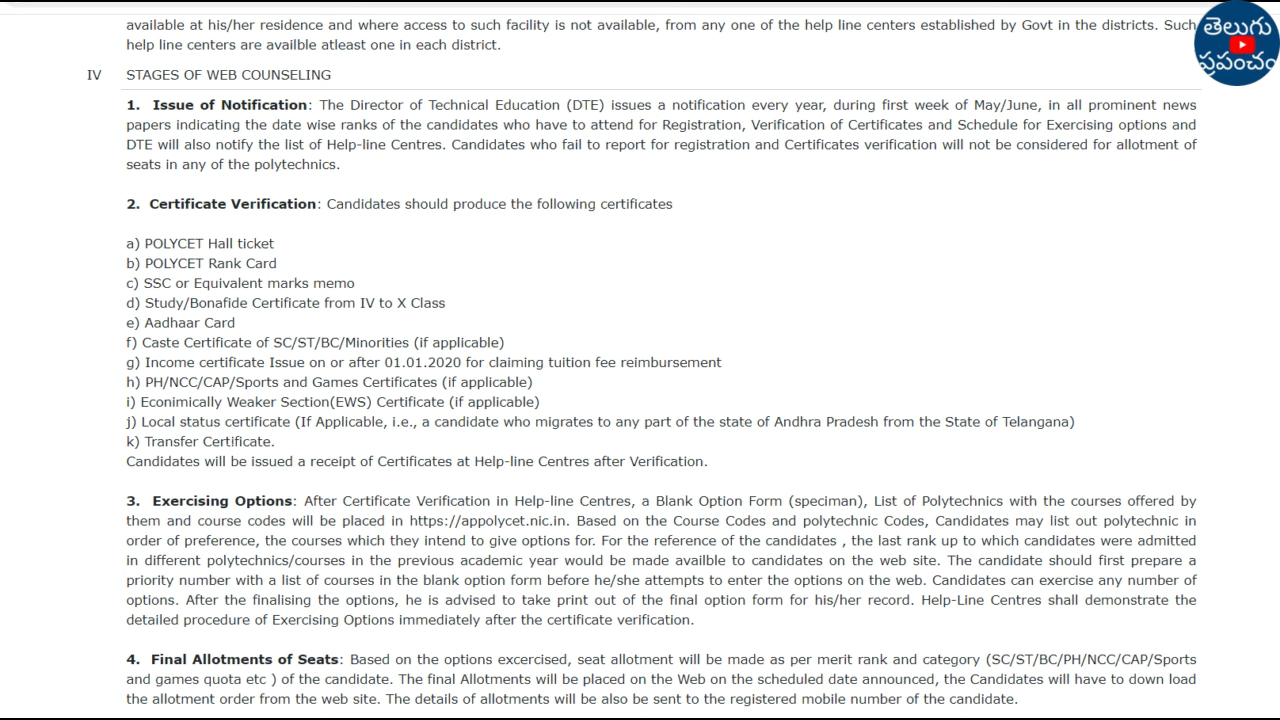 available at his/her residence and where access to such facility is not available, from any one of the help line centers established by Govt in the districts. Such
help line centers are availble atleast one in each district.
తెలుగు
ప్రపంచం
IV STAGES OF WEB COUNSELING
1. Issue of Notification: The Director of Technical Education (DTE) issues a notification every year, during first week of May/June, in all prominent news
papers indicating the date wise ranks of the candidates who have to attend for Registration, Verification of Certificates and Schedule for Exercising options and
DTE will also notify the list of Help-line Centres. Candidates who fail to report for registration and Certificates verification will not be considered for allotment of
seats in any of the polytechnics.
2. Certificate Verification: Candidates should produce the following certificates
a) POLYCET Hall ticket
b) POLYCET Rank Card
c) SSC or Equivalent marks memo
d) Study/Bonafide Certificate from IV to X Class
e) Aadhaar Card
f) Caste Certificate of SC/ST/BC/Minorities (if applicable)
g) Income certificate Issue on or after 01.01.2020 for claiming tuition fee reimbursement
h) PH/NCC/CAP/Sports and Games Certificates (if applicable)
i) Econimically Weaker Section(EWS) Certificate (if applicable)
j) Local status certificate (If Applicable, i.e., a candidate who migrates to any part of the state of Andhra Pradesh from the State of Telangana)
k) Transfer Certificate.
Candidates will be issued a receipt of Certificates at Help-line Centres after Verification.
3. Exercising Options: After Certificate Verification in Help-line Centres, a Blank Option Form (speciman), List of Polytechnics with the courses offered by
them and course codes will be placed in https://appolycet.nic.in. Based on the Course Codes and polytechnic Codes, Candidates may list out polytechnic in
order of preference, the courses which they intend to give options for. For the reference of the candidates , the last rank up to which candidates were admitted
in different polytechnics/courses in the previous academic year would be made availble to candidates on the web site. The candidate should first prepare a
priority number with a list of courses in the blank option form before he/she attempts to enter the options on the web. Candidates can exercise any number of
options. After the finalising the options, he is advised to take print out of the final option form for his/her record. Help-Line Centres shall demonstrate the
detailed procedure of Exercising Options immediately after the certificate verification.
4. Final Allotments of Seats: Based on the options excercised, seat allotment will be made as per merit rank and category (SC/ST/BC/PH/NCC/CAP/Sports
and games quota etc ) of the candidate. The final Allotments will be placed on the Web on the scheduled date announced, the Candidates will have to down load
the allotment order from the web site. The details of allotments will be also be sent to the registered mobile number of the candidate.